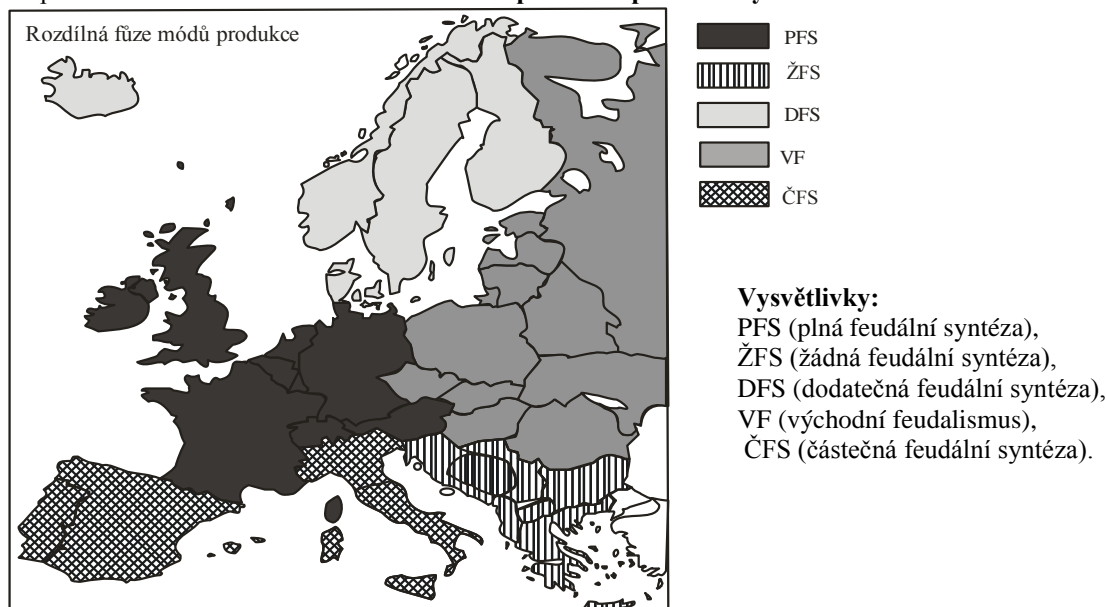 Rozdílná fůze módů produkce
PFS
ŽFS
DFS
VF
ČFS
Vysvětlivky:
PFS (plná feudální syntéza),
ŽFS (žádná feudální syntéza),
DFS (dodatečná feudální syntéza),
VF (východní feudalismus),
ČFS (částečná feudální syntéza).